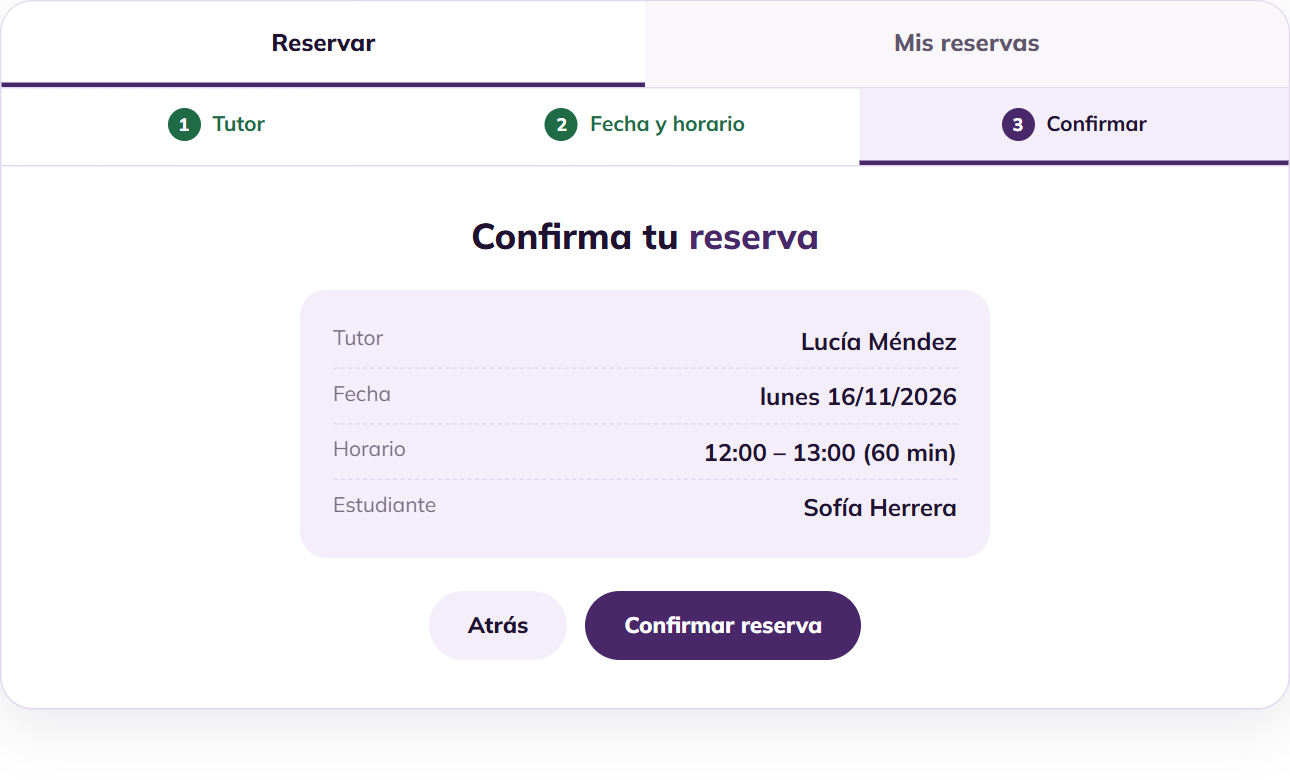 Reservar
Mis reservas
1 Tutor
2 Fecha y horario
3 Confirmar
Confirma tu reserva
Tutor Lucía Méndez
Fecha lunes 16/11/2026
Horario 12:00 – 13:00 (60 min)
Estudiante Sofía Herrera
Atrás
Confirmar reserva